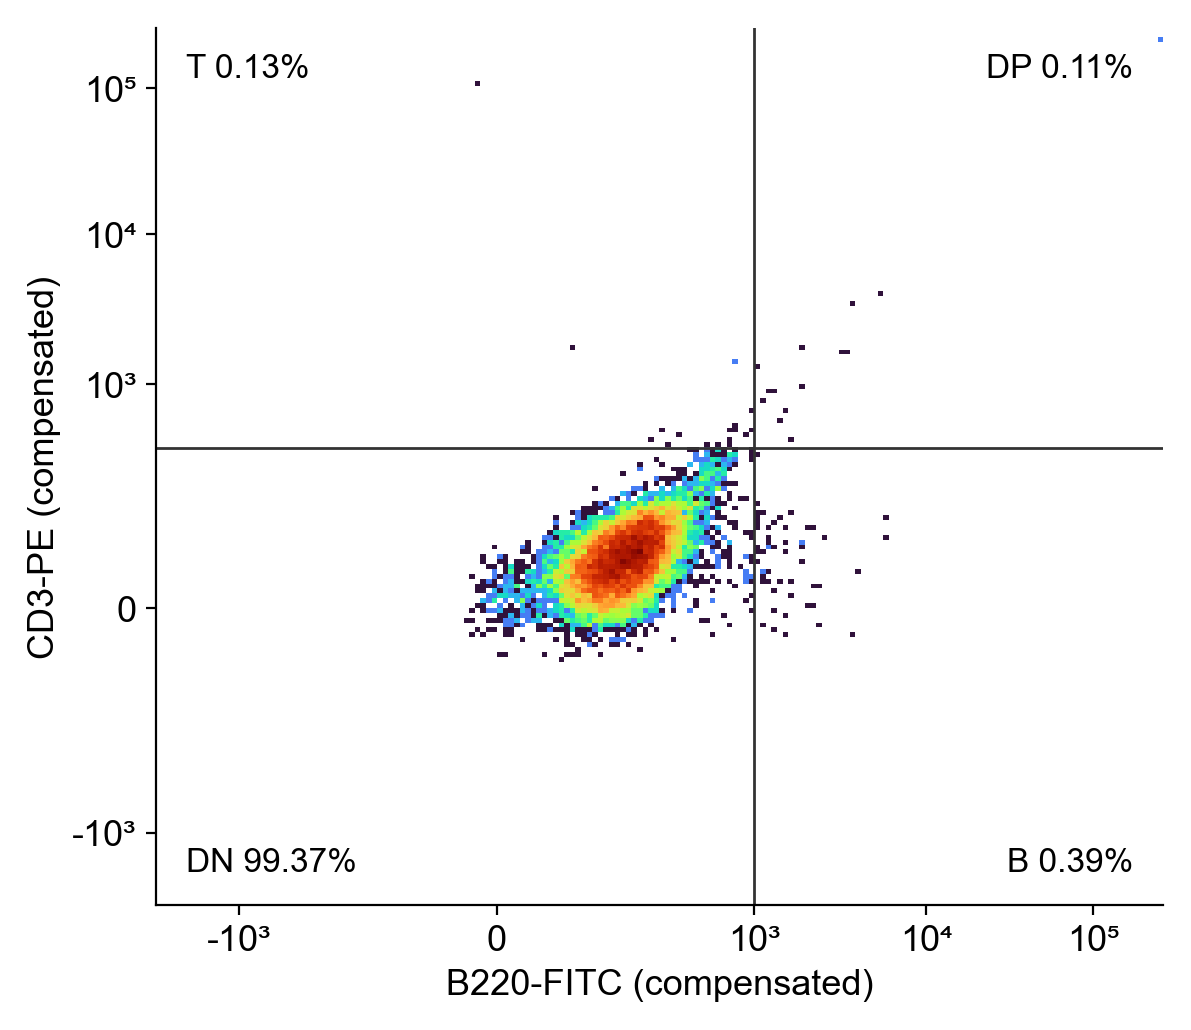 T 0.13%
DP 0.11%
10⁵
10⁴
10³
0
-10³
CD3-PE (compensated)
DN 99.37%
B 0.39%
-10³
0
10³
10⁴
10⁵
B220-FITC (compensated)